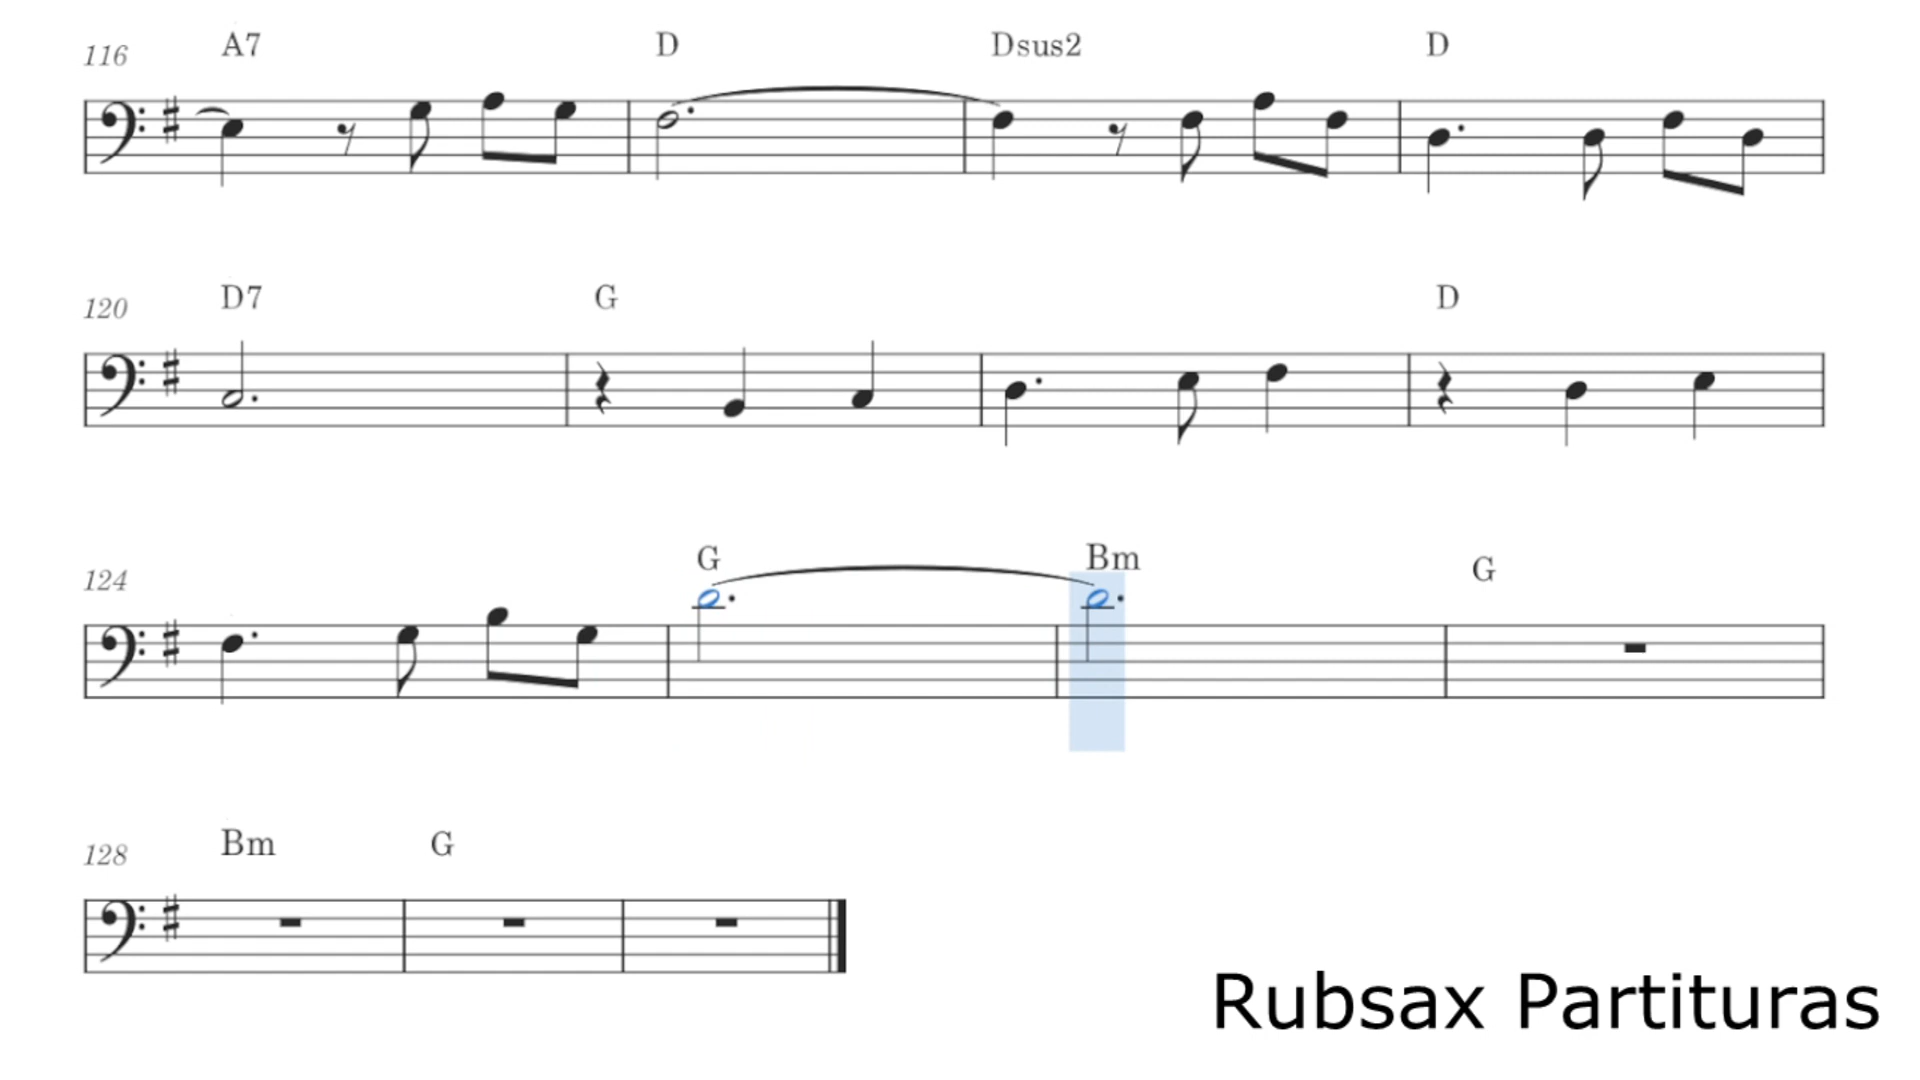 116 A7 D Dsus2 D
120 D7 G D
124 G Bm G
128 Bm G
Rubsax Partituras